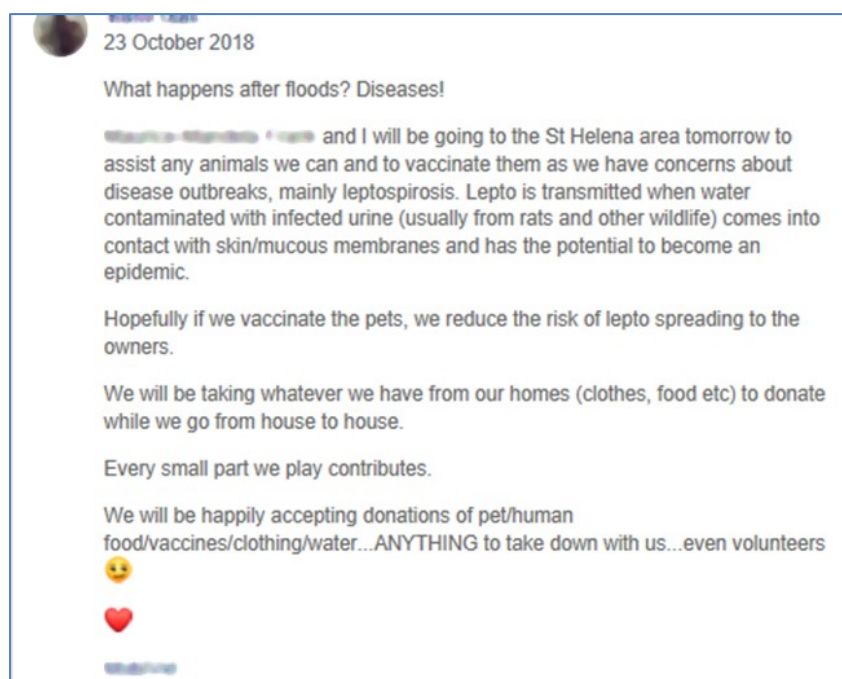 23 October 2018
What happens after floods? Diseases!
and I will be going to the St Helena area tomorrow to
assist any animals we can and to vaccinate them as we have concerns about
disease outbreaks, mainly leptospirosis. Lepto is transmitted when water
contaminated with infected urine (usually from rats and other wildlife) comes into
contact with skin/mucous membranes and has the potential to become an
epidemic.
Hopefully if we vaccinate the pets, we reduce the risk of lepto spreading to the
owners.
We will be taking whatever we have from our homes (clothes, food etc) to donate
while we go from house to house.
Every small part we play contributes.
We will be happily accepting donations of pet/human
food/vaccines/clothing/water...ANYTHING to take down with us...even volunteers